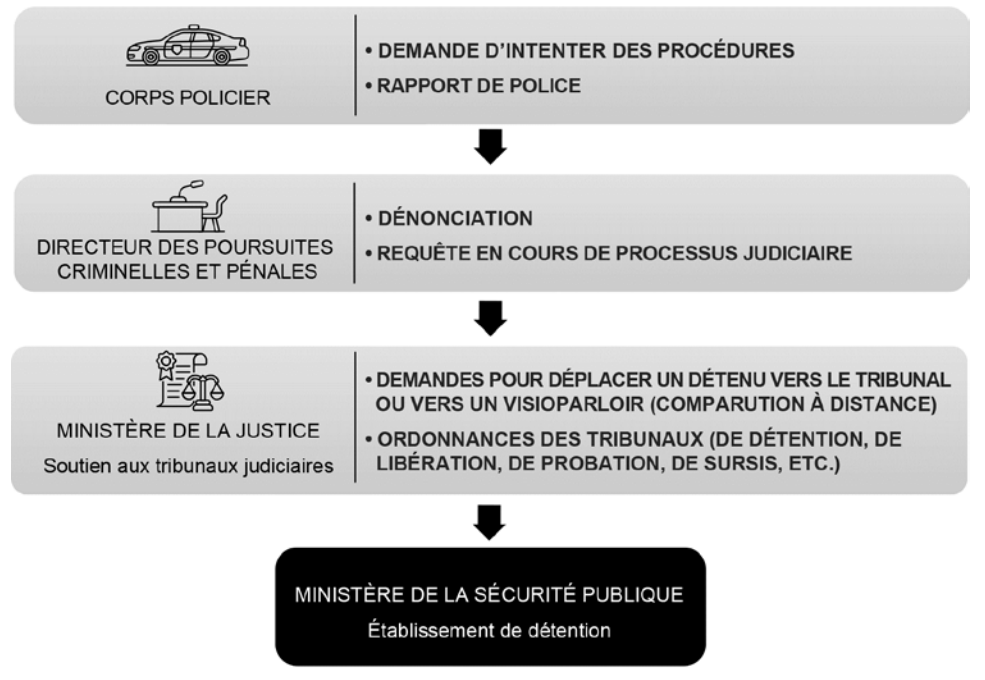 CORPS POLICIER
• DEMANDE D'INTENTER DES PROCÉDURES
• RAPPORT DE POLICE
DIRECTEUR DES POURSUITES
CRIMINELLES ET PÉNALES
• DÉNONCIATION
• REQUÊTE EN COURS DE PROCESSUS JUDICIAIRE
MINISTÈRE DE LA JUSTICE
Soutien aux tribunaux judiciaires
• DEMANDES POUR DÉPLACER UN DÉTENU VERS LE TRIBUNAL
OU VERS UN VISIOPARLOIR (COMPARUTION À DISTANCE)
• ORDONNANCES DES TRIBUNAUX (DE DÉTENTION, DE
LIBÉRATION, DE PROBATION, DE SURSIS, ETC.)
MINISTÈRE DE LA SÉCURITÉ PUBLIQUE
Établissement de détention